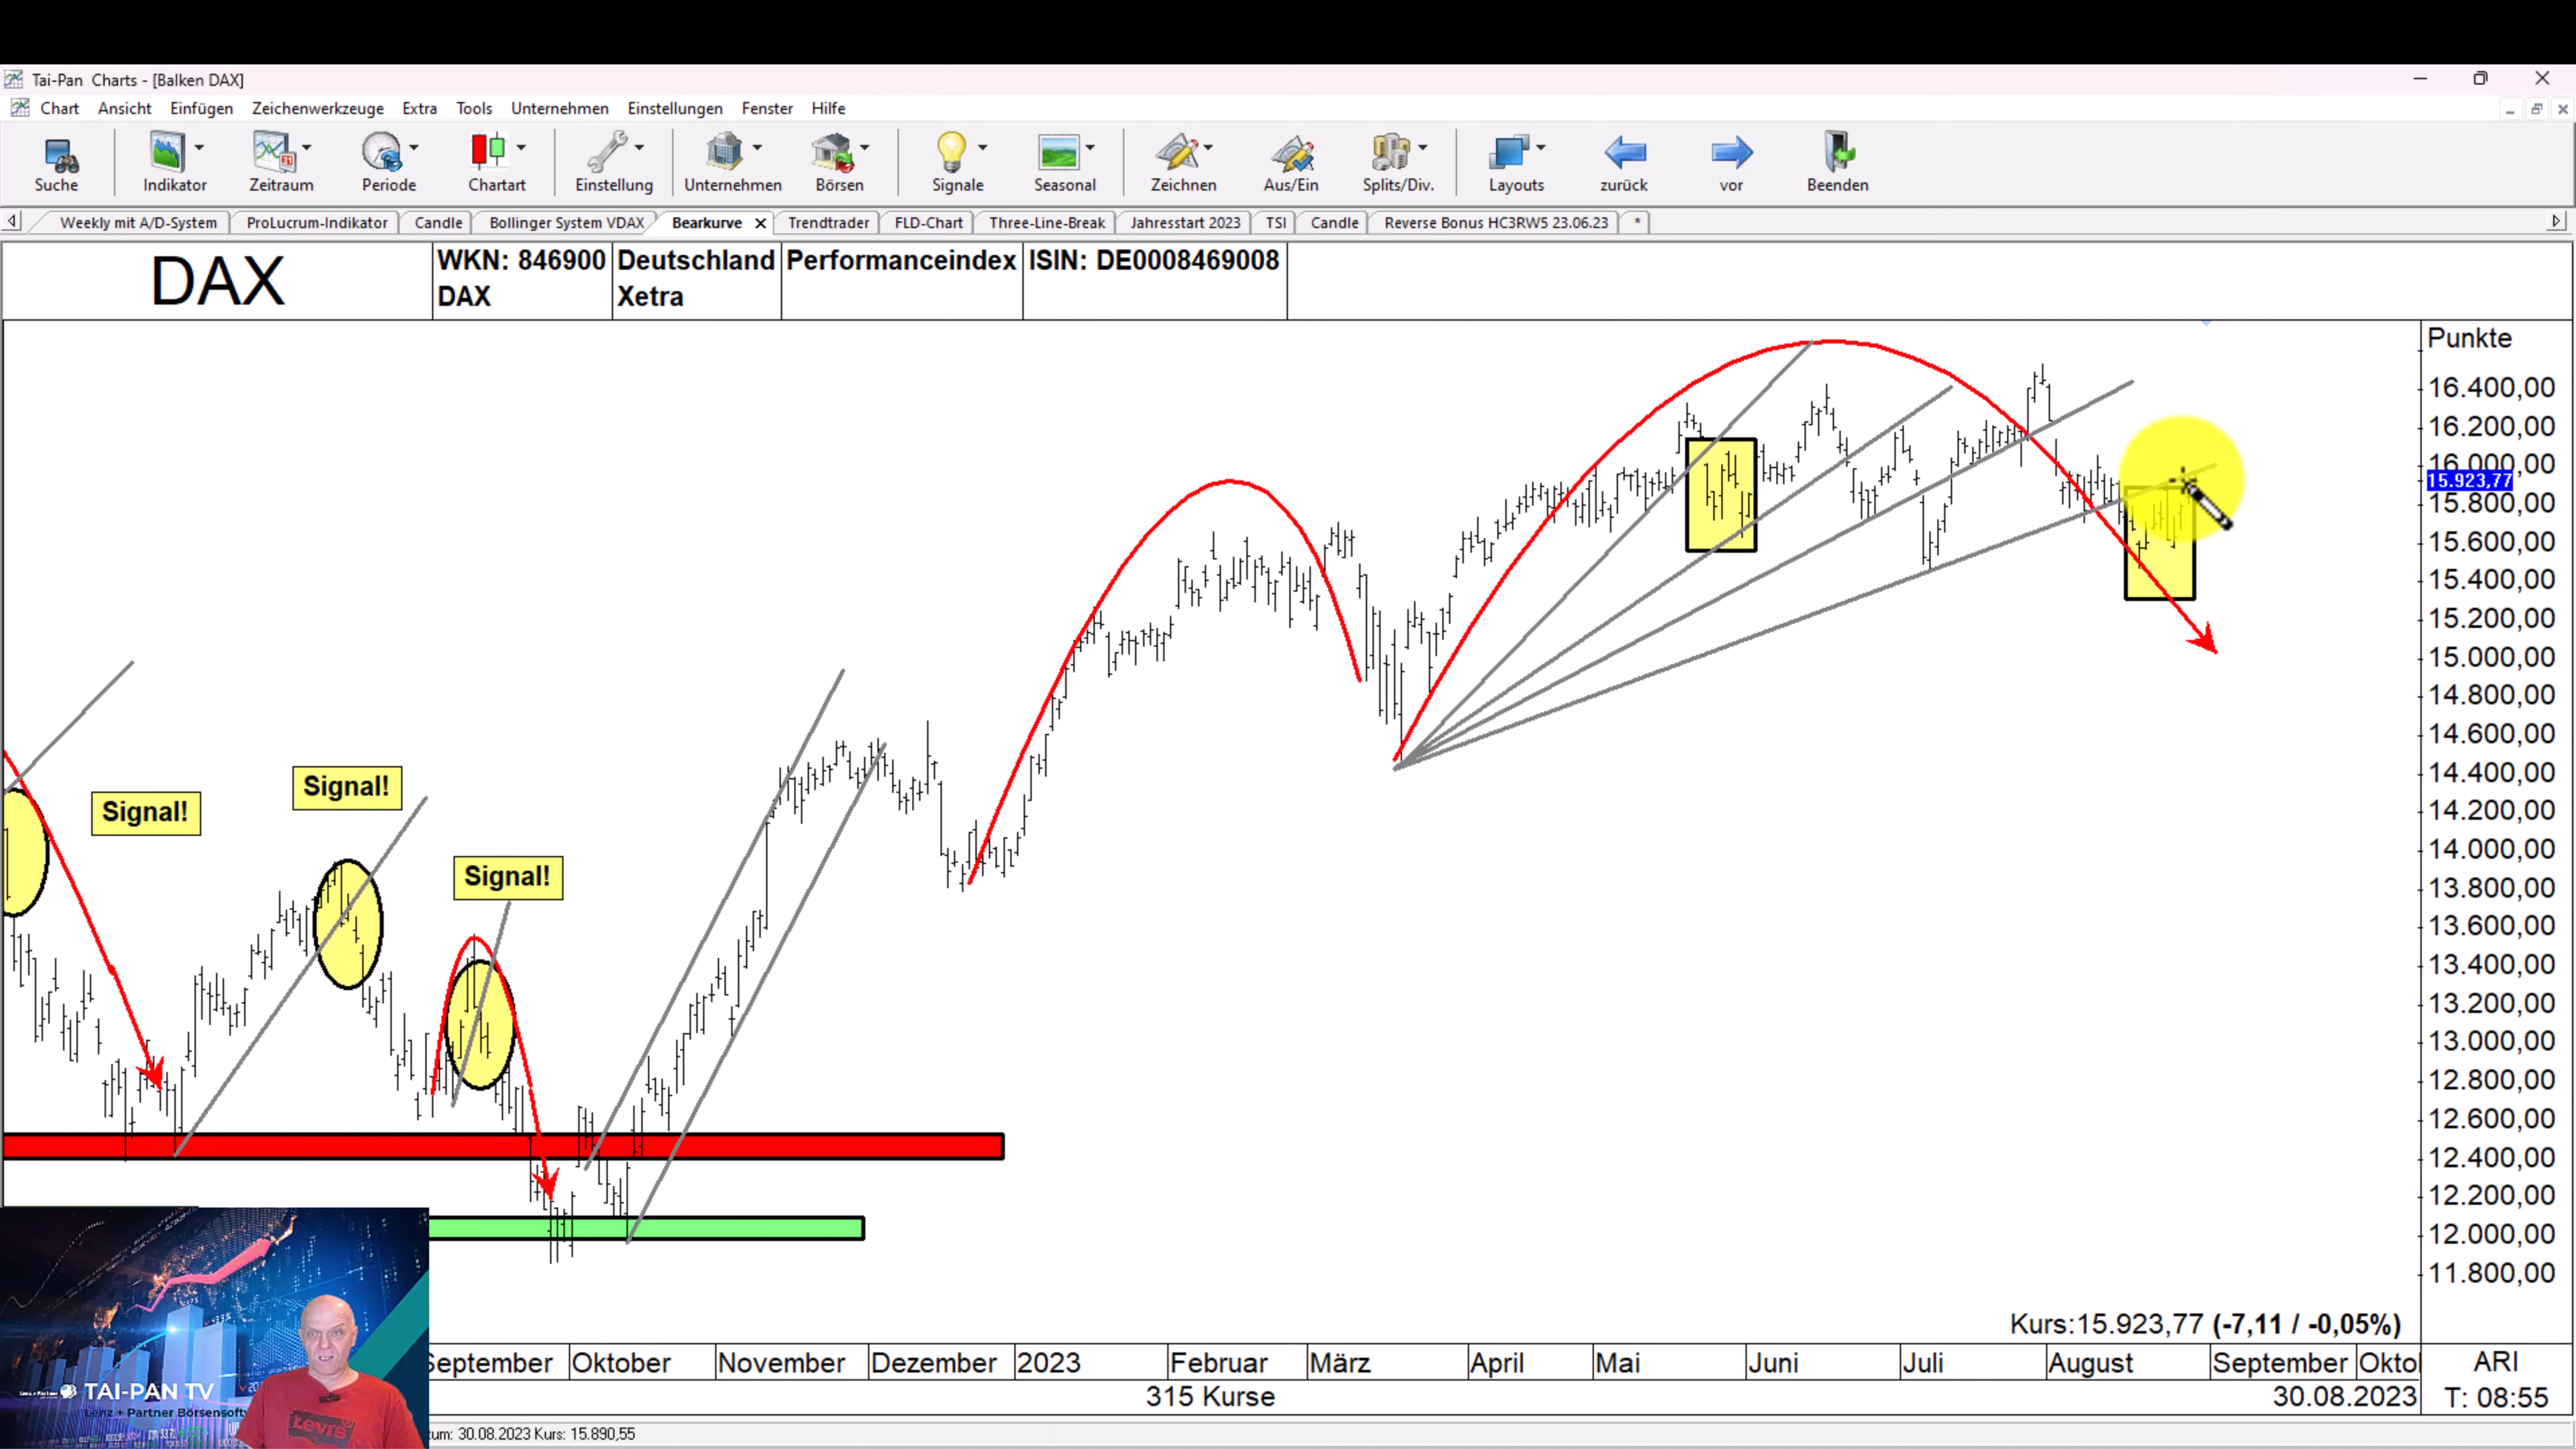 Tai-Pan Charts - [Balken DAX]
Chart Ansicht Einfügen Zeichenwerkzeuge Extra Tools Unternehmen Einstellungen Fenster Hilfe
Suche Indikator Zeitraum Periode Chartart Einstellung Unternehmen Börsen Signale Seasonal Zeichnen Aus/Ein Splits/Div. Layouts zurück vor Beenden
Weekly mit A/D-System ProLucrum-Indikator Candle Bollinger System VDAX Bearkurve Trendtrader FLD-Chart Three-Line-Break Jahresstart 2023 TSI Candle Reverse Bonus HC3RW5 23.06.23 *
DAX
WKN: 846900 Deutschland Performanceindex ISIN: DE0008469008
DAX Xetra
Punkte
16.400,00
16.200,00
16.000,00
15.923,77
15.800,00
15.600,00
15.400,00
15.200,00
15.000,00
14.800,00
14.600,00
14.400,00
14.200,00
14.000,00
13.800,00
13.600,00
13.400,00
13.200,00
13.000,00
12.800,00
12.600,00
12.400,00
12.200,00
12.000,00
11.800,00
Signal!
Signal!
Signal!
Kurs:15.923,77 (-7,11 / -0,05%)
September Oktober November Dezember 2023 Februar März April Mai Juni Juli August September Oktol ARI
315 Kurse 30.08.2023 T: 08:55
TAI-PAN TV
Lenz + Partner Börsensoftw
LEVI'S
tum: 30.08.2023 Kurs: 15.890,55